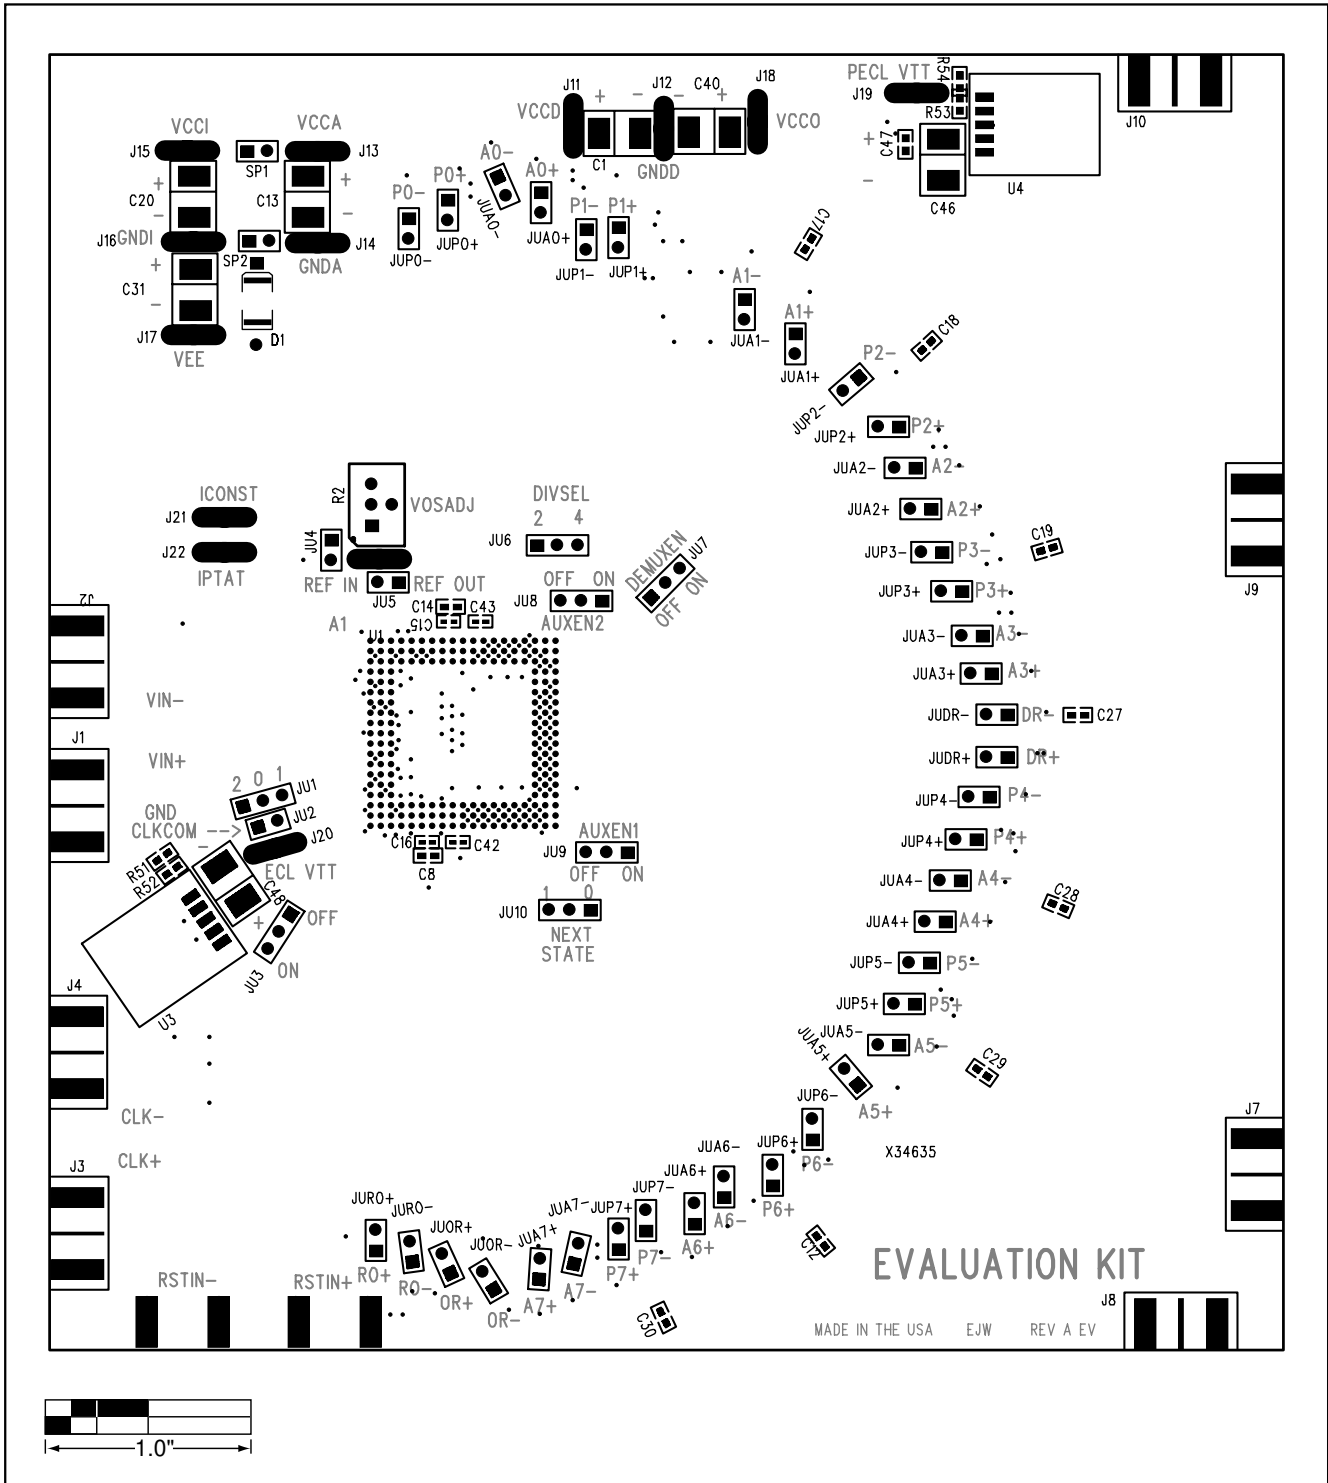 J11
J12
C40
J18
VCCD
+
-
-
+
VCCO
C1
GNDD
PECL VTT
R54
J19
R53
C47
+
-
C46
U4
J10
VCCI
VCCA
J15
SP1
J13
+
C20
-
C13
+
-
J16
GNDI
SP2
J14
GNDA
+
C31
-
J17
VEE
D1
P0-
P0+
A0-
A0+
P1-
P1+
JUP0-
JUP0+
JUA0-
JUA0+
JUP1-
JUP1+
C17
A1-
A1+
JUA1-
JUA1+
C18
P2-
JUP2-
JUP2+
P2+
JUA2-
A2-
JUA2+
A2+
JUP3-
P3-
C19
JUP3+
P3+
J9
JUA3-
A3-
JUA3+
A3+
JUDR-
DR-
C27
JUDR+
DR+
JUP4-
P4-
JUP4+
P4+
JUA4-
A4-
C28
JUA4+
A4+
JUP5-
P5-
JUP5+
P5+
JUA5-
A5-
JUA5+
C29
A5+
ICONST
J21
J22
IPTAT
R2
VOSADJ
JU4
REF IN
REF OUT
JU5
DIVSEL
2 4
JU6
OFF ON
JU8
AUXEN2
DEMUXEN
JU7
OFF ON
C14
C43
C15
A1
U1
J2
VIN-
J1
VIN+
2 0 1
JU1
GND
JU2
CLKCOM -->
J20
-
ECL VTT
R51
R52
C48
+
OFF
JU3
ON
U3
C16
C42
C8
AUXEN1
JU9
OFF ON
1 0
JU10
NEXT
STATE
J4
CLK-
CLK+
J3
JUP6-
JUP6+
P6-
X34635
J7
JUA6-
JUA6+
JUP7-
JUP7+
JUA7-
JUA7+
JUOR-
JUOR+
JURO-
JURO+
P6+
A6-
A6+
P7-
P7+
A7-
A7+
OR-
OR+
RO-
RO+
C12
C30
RSTIN-
RSTIN+
EVALUATION KIT
J8
MADE IN THE USA EJW REV A EV
1.0"